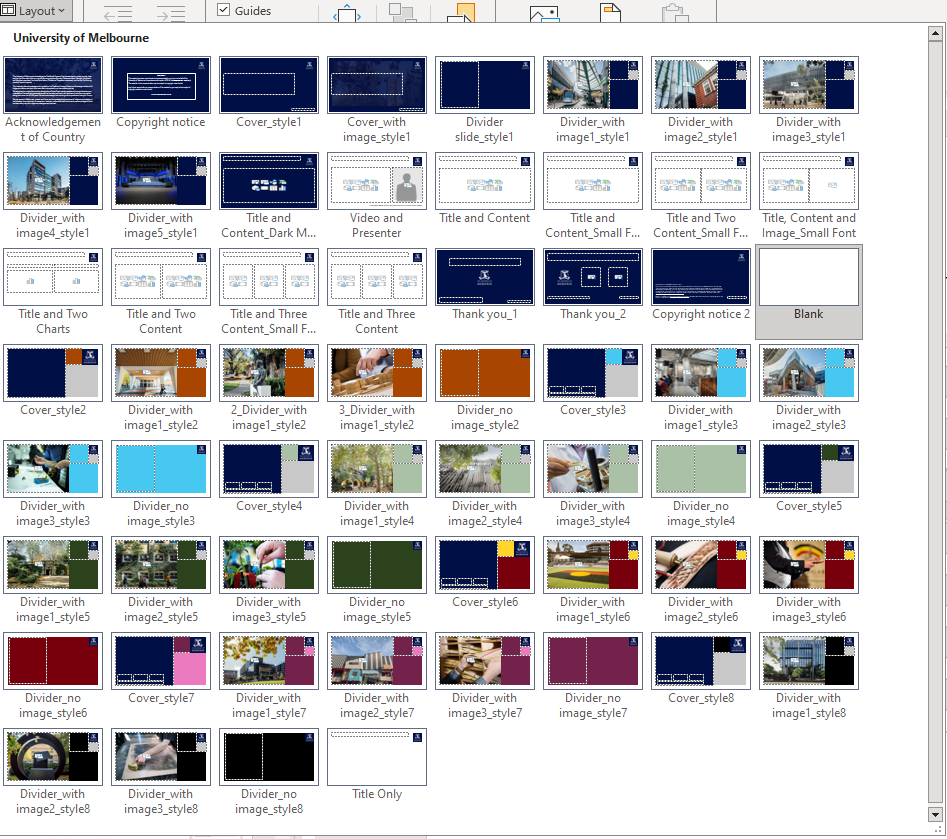 Layout
Guides
University of Melbourne
Acknowledgemen
t of Country
Copyright notice
Cover_style1
Cover_with
image_style1
Divider
slide_style1
Divider_with
image1_style1
Divider_with
image2_style1
Divider_with
image3_style1
Divider_with
image4_style1
Divider_with
image5_style1
Title and
Content_Dark M...
Video and
Presenter
Title and Content
Title and
Content_Small F...
Title and Two
Content_Small F...
Title, Content and
Image_Small Font
Title and Two
Charts
Title and Two
Content
Title and Three
Content_Small F...
Title and Three
Content
Thank you_1
Thank you_2
Copyright notice 2
Blank
Cover_style2
Divider_with
image1_style2
2_Divider_with
image1_style2
3_Divider_with
image1_style2
Divider_no
image_style2
Cover_style3
Divider_with
image1_style3
Divider_with
image2_style3
Divider_with
image3_style3
Divider_no
image_style3
Cover_style4
Divider_with
image1_style4
Divider_with
image2_style4
Divider_with
image3_style4
Divider_no
image_style4
Cover_style5
Divider_with
image1_style5
Divider_with
image2_style5
Divider_with
image3_style5
Divider_no
image_style5
Cover_style6
Divider_with
image1_style6
Divider_with
image2_style6
Divider_with
image3_style6
Divider_no
image_style6
Cover_style7
Divider_with
image1_style7
Divider_with
image2_style7
Divider_with
image3_style7
Divider_no
image_style7
Cover_style8
Divider_with
image1_style8
Divider_with
image2_style8
Divider_with
image3_style8
Divider_no
image_style8
Title Only